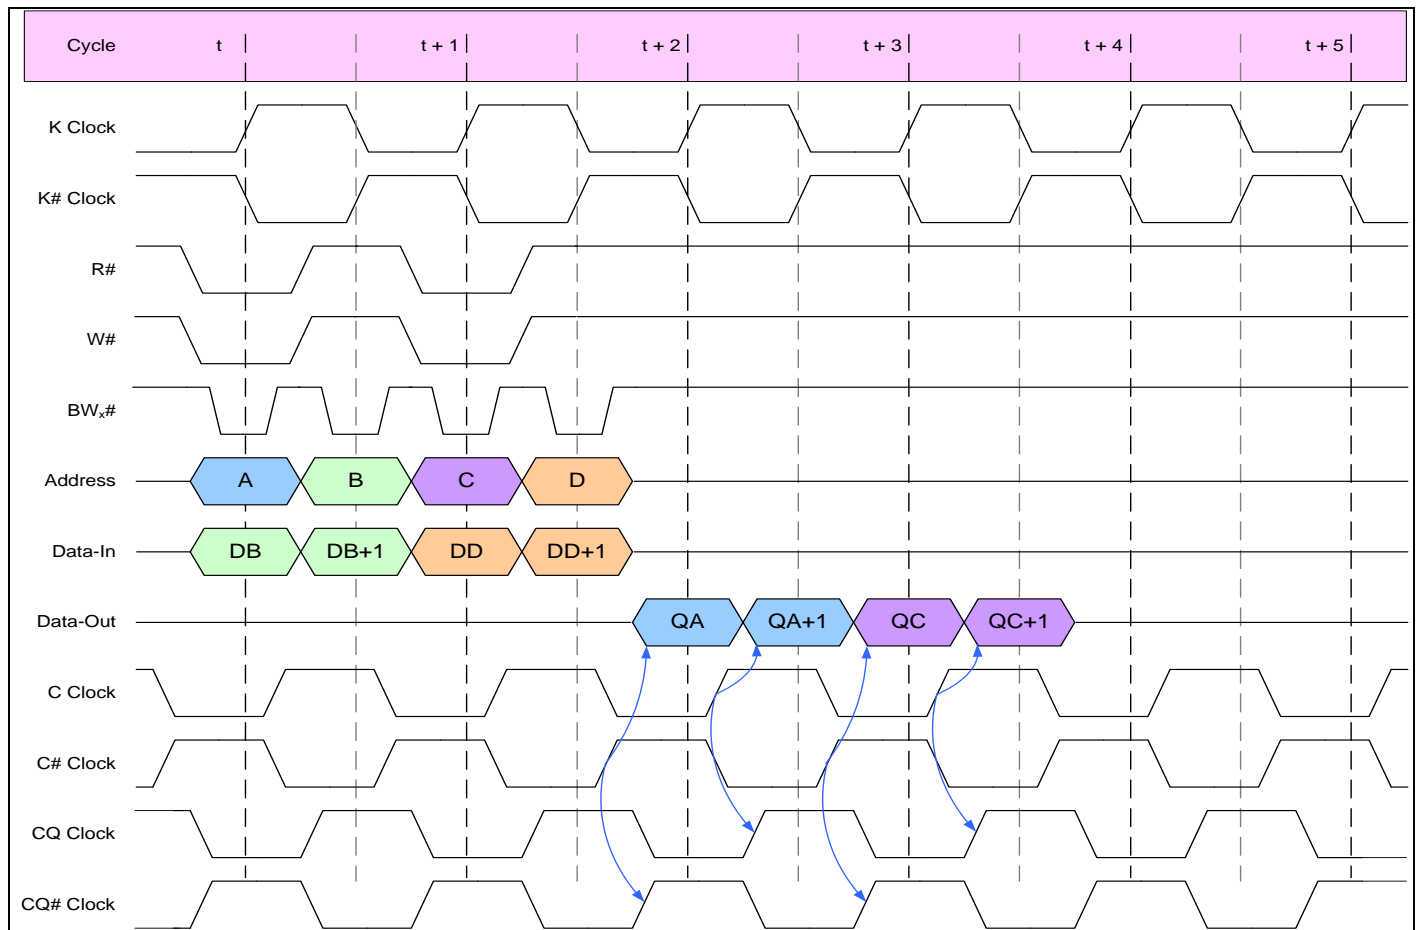 Cycle t t + 1 t + 2 t + 3 t + 4 t + 5
K Clock
K# Clock
R#
W#
BWₓ#
Address A B C D
Data-In DB DB+1 DD DD+1
Data-Out QA QA+1 QC QC+1
C Clock
C# Clock
CQ Clock
CQ# Clock